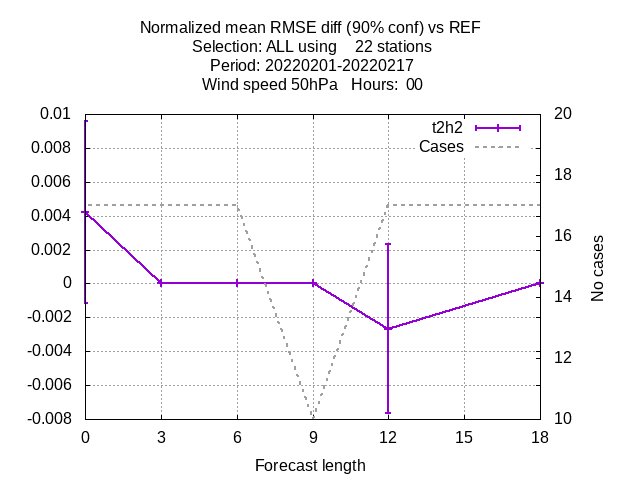 Normalized mean RMSE diff (90% conf) vs REF
Selection: ALL using    22 stations
Period: 20220201-20220217
Wind speed 50hPa   Hours:  00
t2h2
Cases
0.01
0.008
0.006
0.004
0.002
0
-0.002
-0.004
-0.006
-0.008
20
18
16
14
12
10
No cases
0 3 6 9 12 15 18
Forecast length